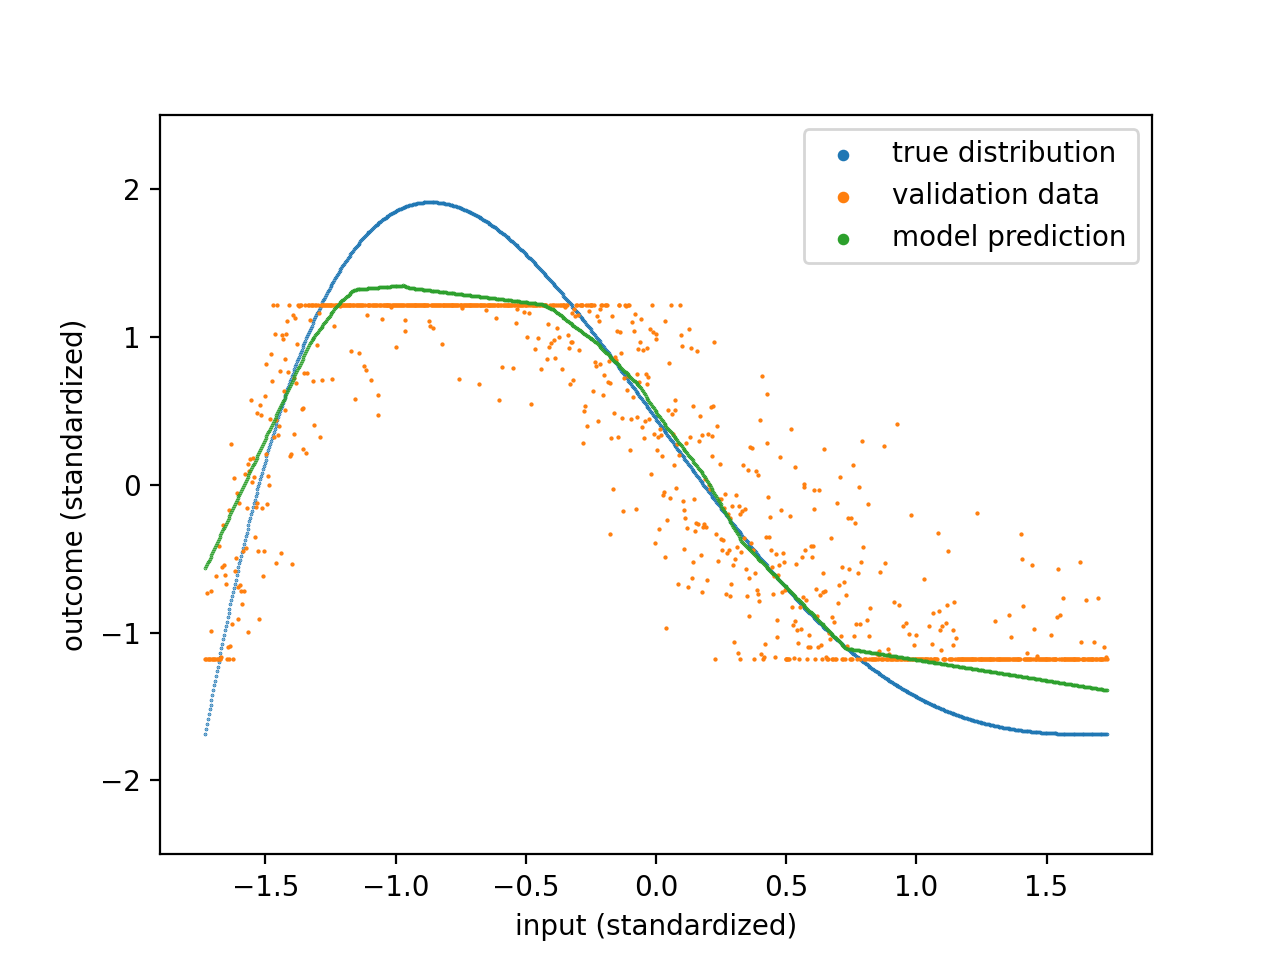 true distribution
validation data
model prediction
2
1
0
−1
−2
outcome (standardized)
−1.5 −1.0 −0.5 0.0 0.5 1.0 1.5
input (standardized)